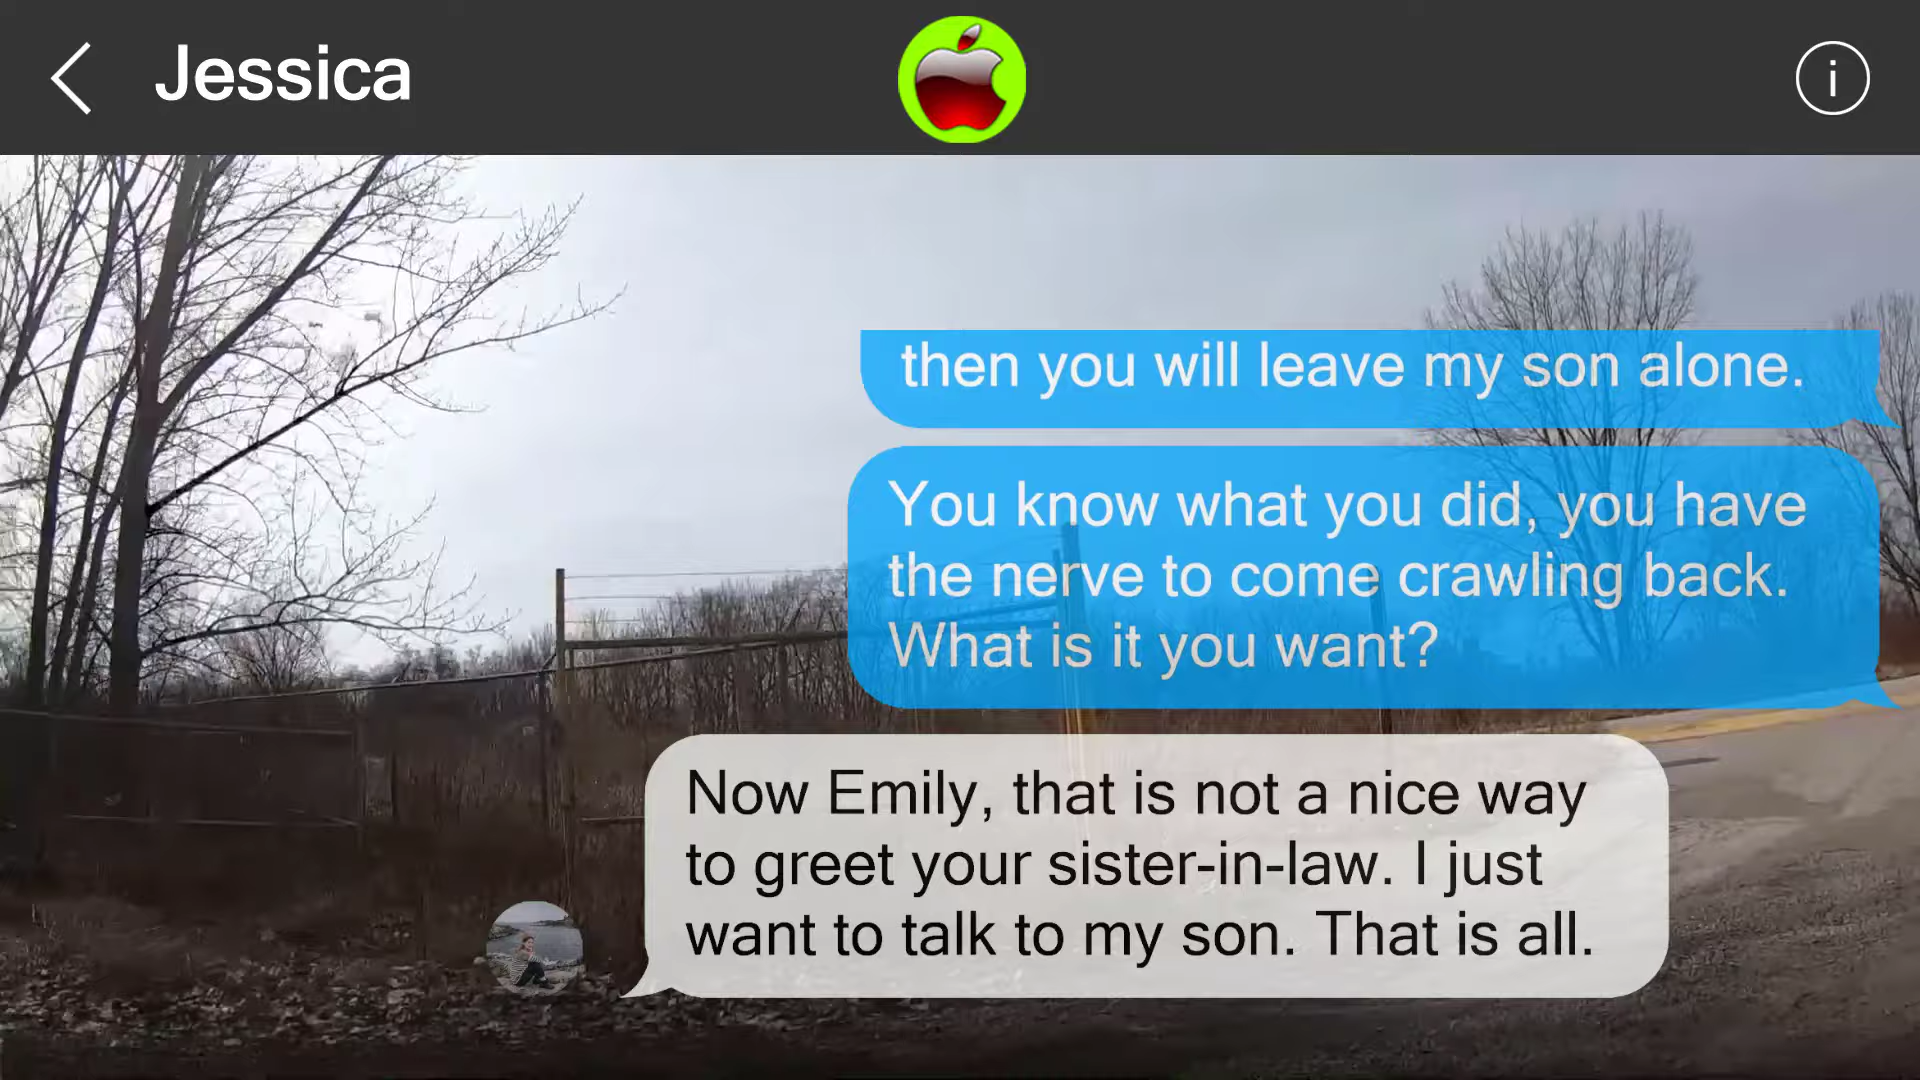 Jessica
then you will leave my son alone.
You know what you did, you have
the nerve to come crawling back.
What is it you want?
Now Emily, that is not a nice way
to greet your sister-in-law. I just
want to talk to my son. That is all.